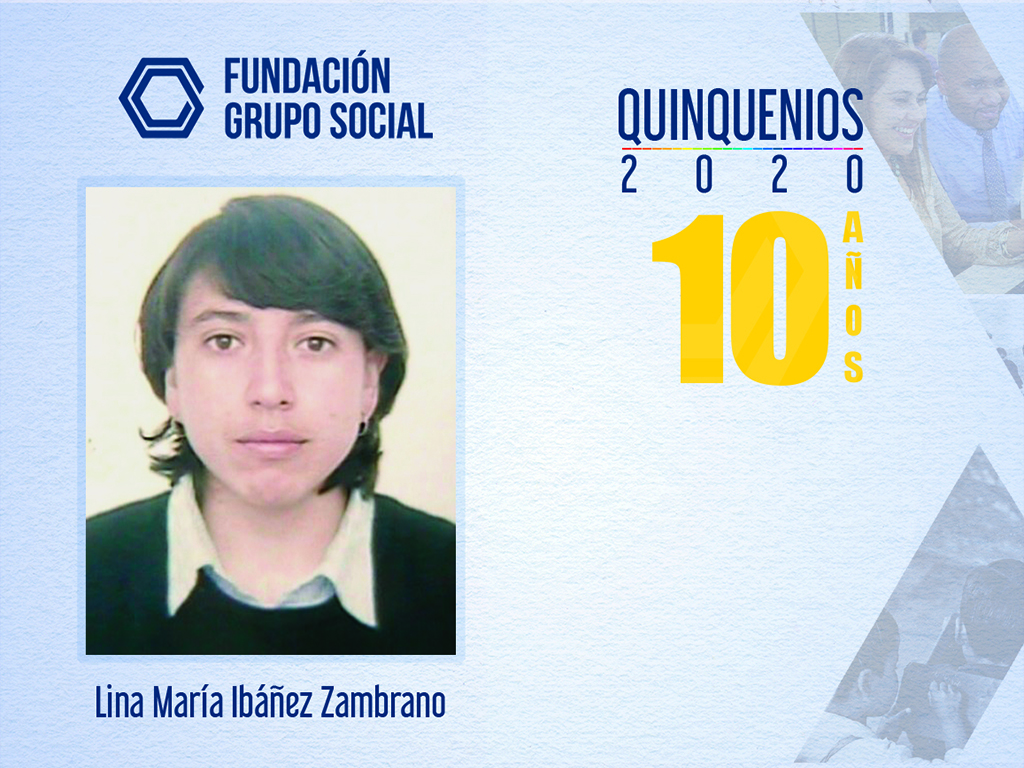 FUNDACIÓN
GRUPO SOCIAL
QUINQUENIOS
2020
10
AÑOS
Lina María Ibáñez Zambrano